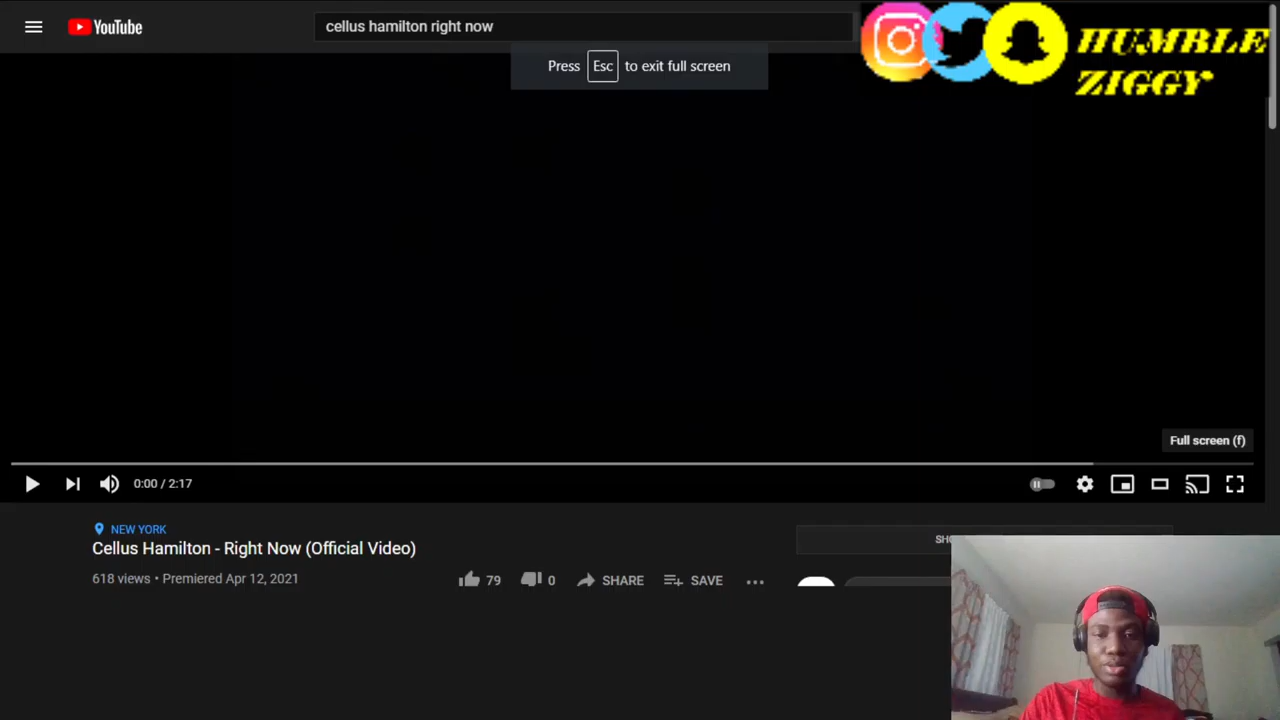 YouTube
cellus hamilton right now
HUMBLE
ZIGGY
Press Esc to exit full screen
Full screen (f)
0:00 / 2:17
NEW YORK
Cellus Hamilton - Right Now (Official Video)
618 views • Premiered Apr 12, 2021
79
0
SHARE
SAVE